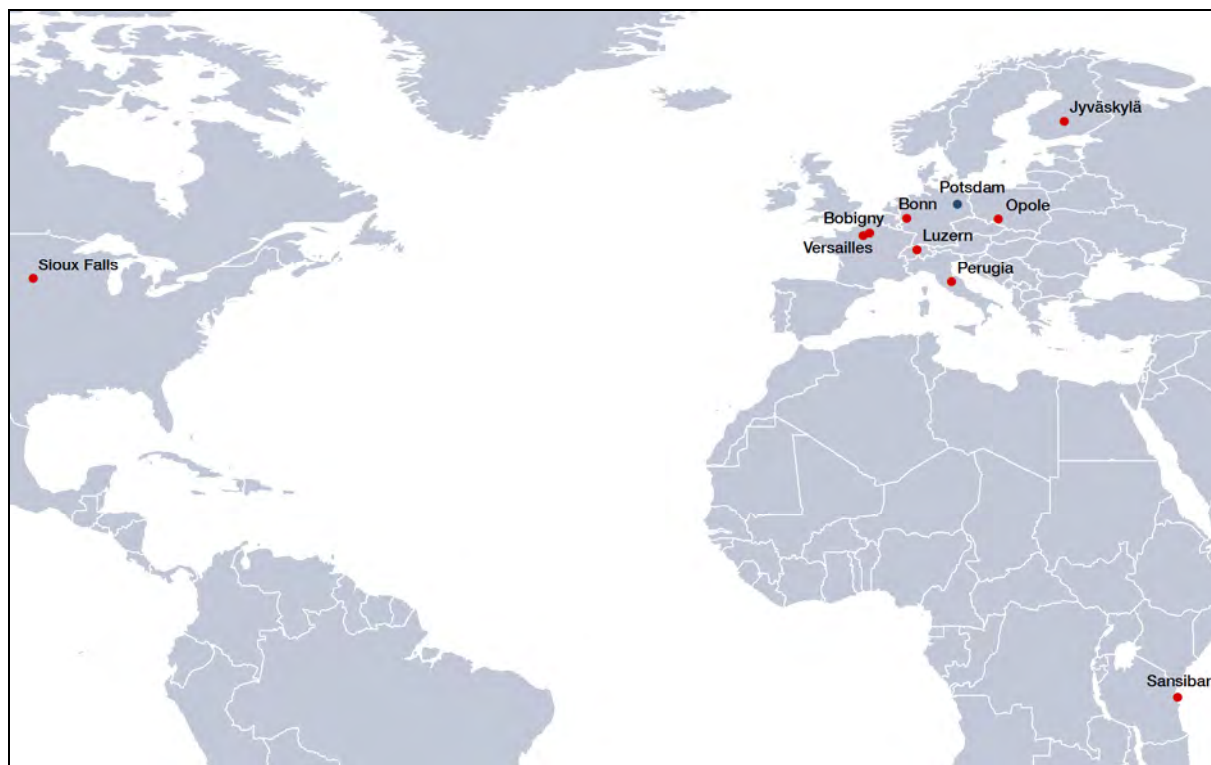 Jyväskylä
Potsdam
Bonn
Opole
Bobigny
Versailles
Luzern
Sioux Falls
Perugia
Sansibar